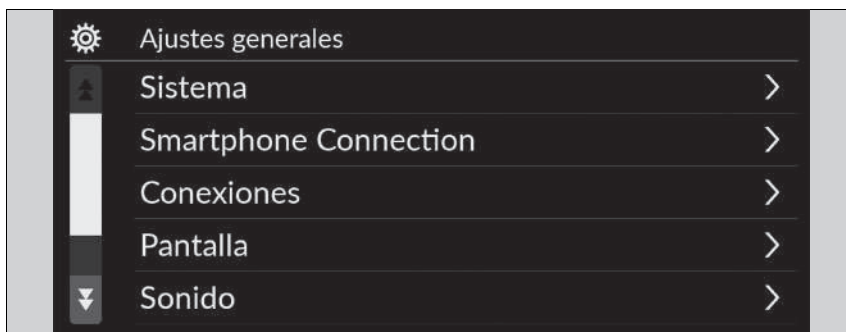 Ajustes generales
Sistema
Smartphone Connection
Conexiones
Pantalla
Sonido